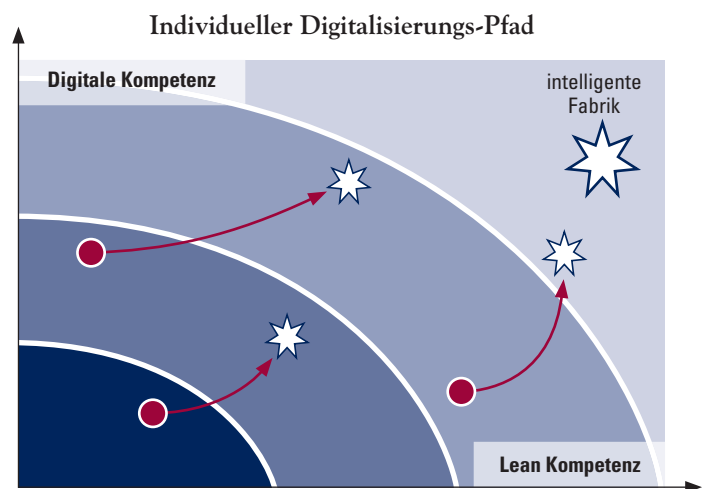 Individueller Digitalisierungs-Pfad
Digitale Kompetenz
intelligente
Fabrik
Lean Kompetenz